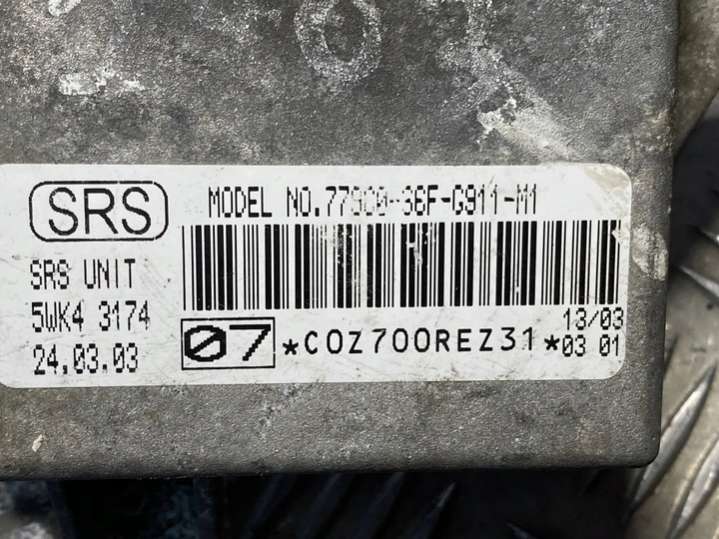 SRS
MODEL NO.77960-S6F-G911-M1
SRS UNIT
5WK4 3174
24.03.03
07
*COZ700REZ31*
13/03
03 01